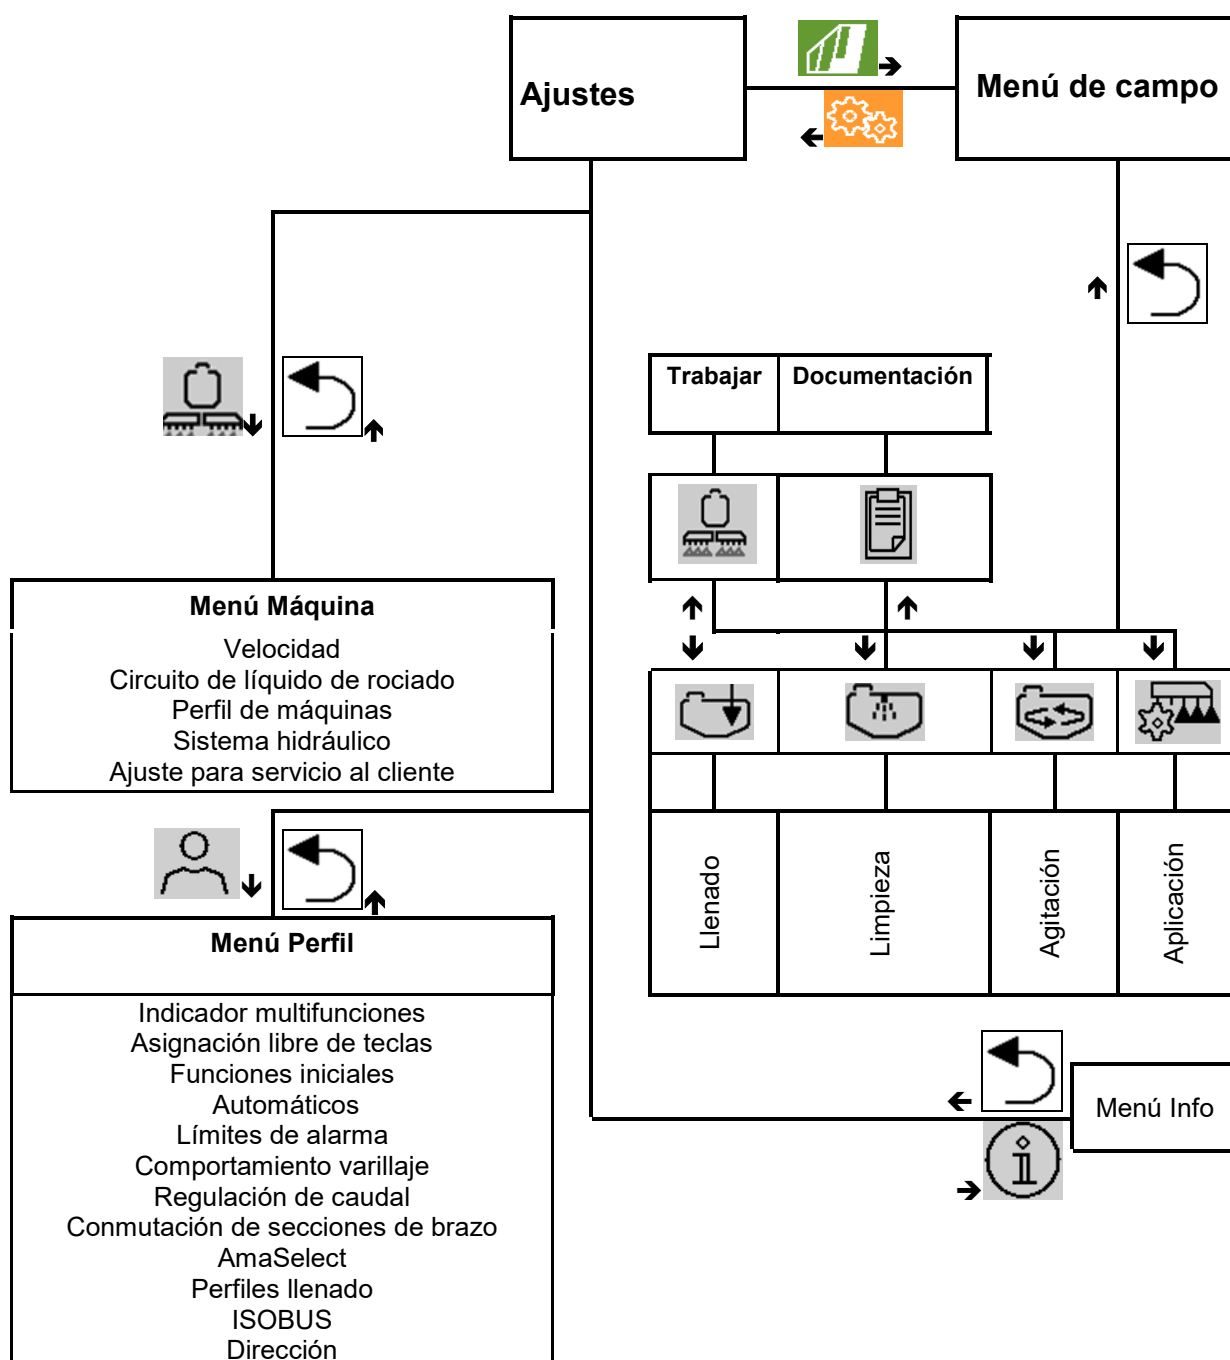 Ajustes
Menú de campo
Trabajar
Documentación
Menú Máquina
Velocidad
Circuito de líquido de rociado
Perfil de máquinas
Sistema hidráulico
Ajuste para servicio al cliente
Llenado
Limpieza
Agitación
Aplicación
Menú Perfil
Indicador multifunciones
Asignación libre de teclas
Funciones iniciales
Automáticos
Límites de alarma
Comportamiento varillaje
Regulación de caudal
Conmutación de secciones de brazo
AmaSelect
Perfiles llenado
ISOBUS
Dirección
Menú Info